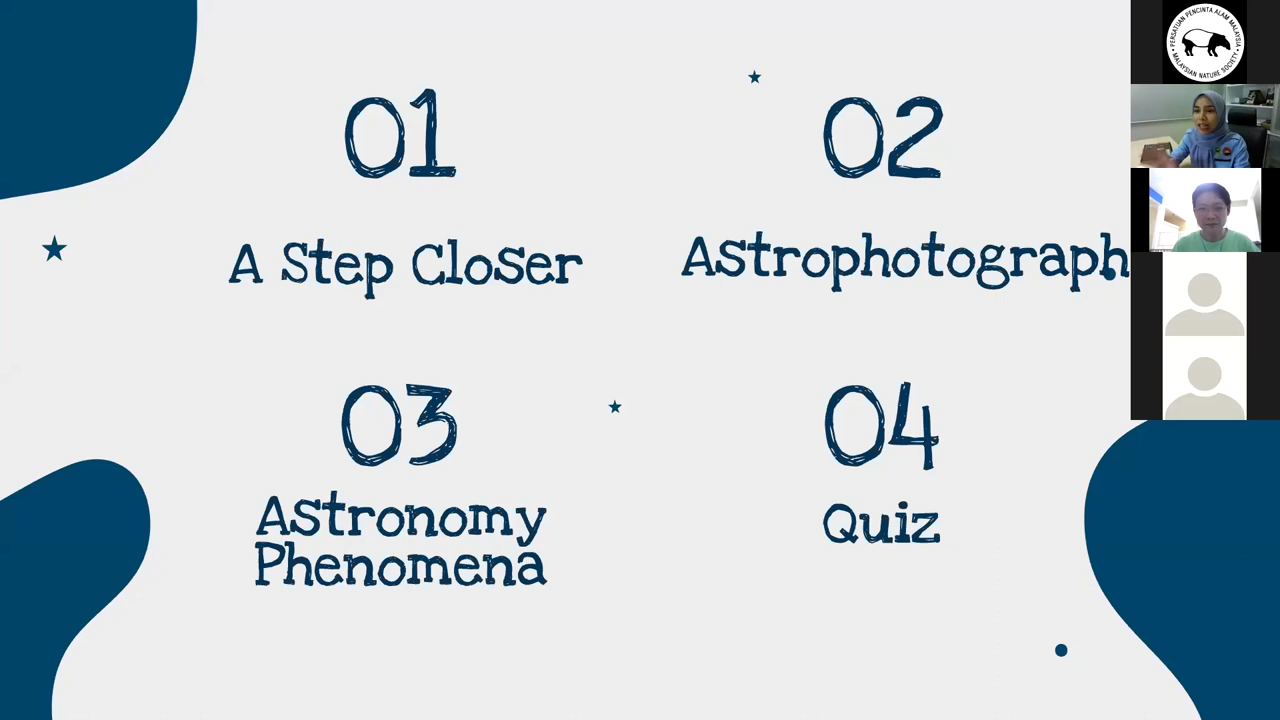 01
02
A Step Closer
Astrophotograph
03
04
Astronomy
Phenomena
Quiz
PERSATUAN PENCINTA ALAM MALAYSIA
MALAYSIAN NATURE SOCIETY